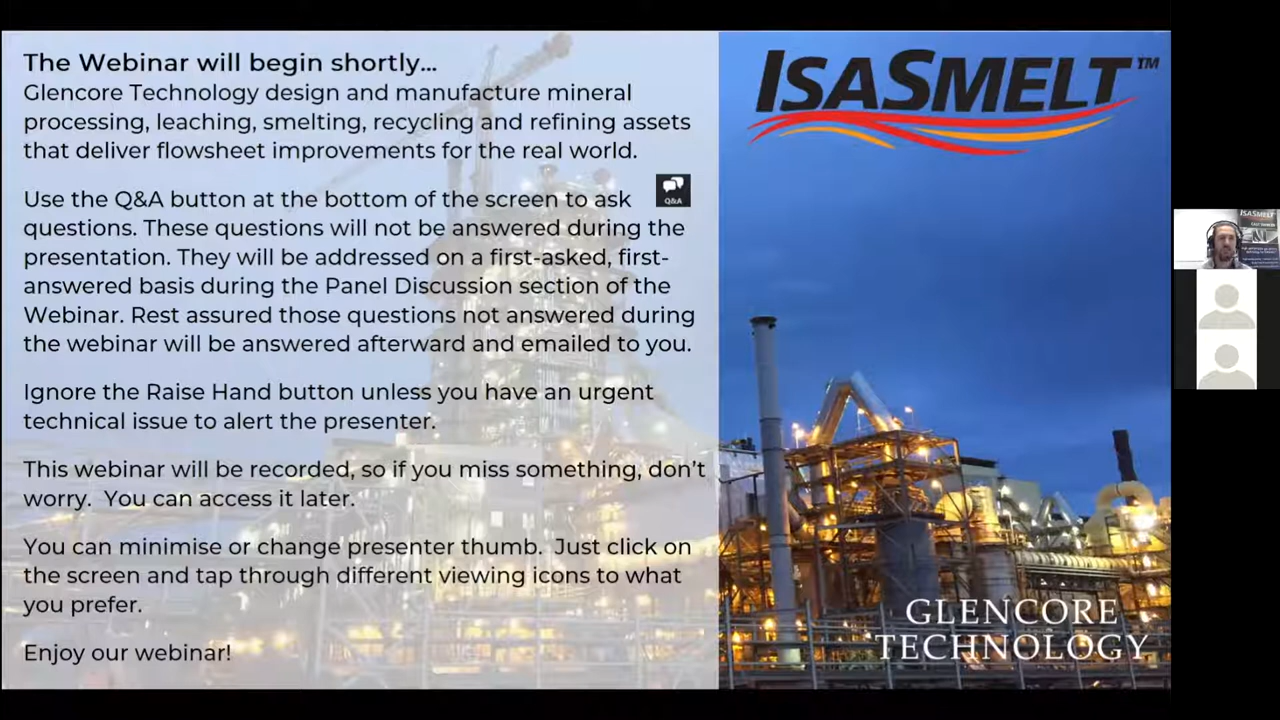 The Webinar will begin shortly...
Glencore Technology design and manufacture mineral
processing, leaching, smelting, recycling and refining assets
that deliver flowsheet improvements for the real world.
Use the Q&A button at the bottom of the screen to ask
Q&A
questions. These questions will not be answered during the
presentation. They will be addressed on a first-asked, first-
answered basis during the Panel Discussion section of the
Webinar. Rest assured those questions not answered during
the webinar will be answered afterward and emailed to you.
Ignore the Raise Hand button unless you have an urgent
technical issue to alert the presenter.
This webinar will be recorded, so if you miss something, don't
worry.  You can access it later.
You can minimise or change presenter thumb.  Just click on
the screen and tap through different viewing icons to what
you prefer.
Enjoy our webinar!
ISASMELT™
GLENCORE
TECHNOLOGY
ISASMELT